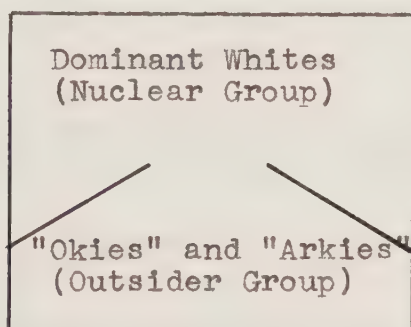 Dominant Whites
(Nuclear Group)
"Okies" and "Arkies"
(Outsider Group)